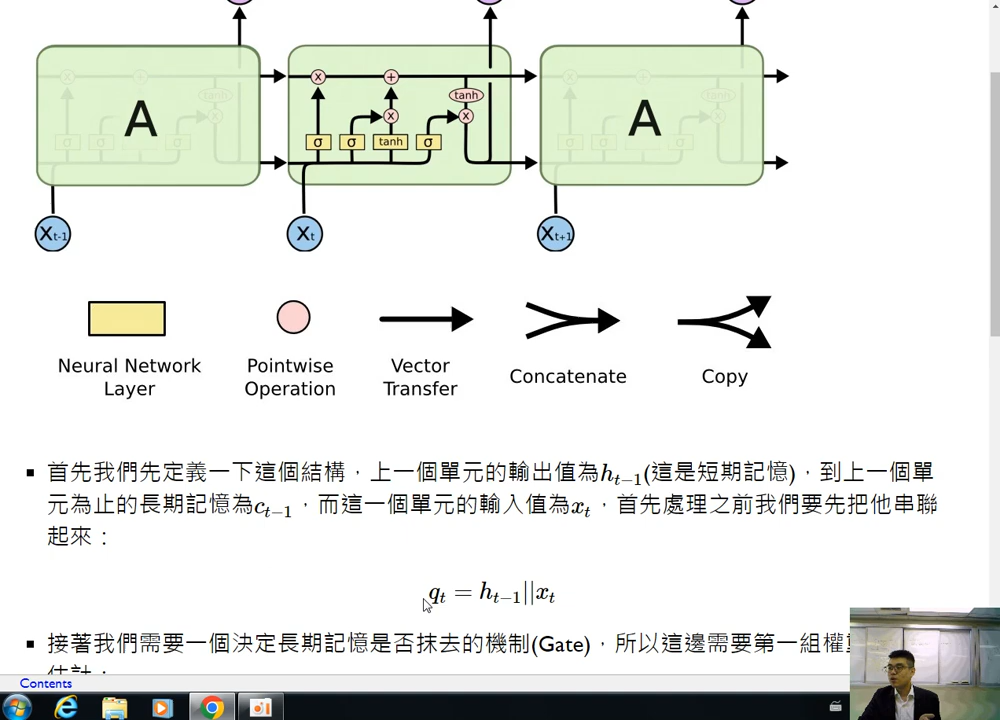 A
x
+
tanh
x
x
σ
σ
tanh
σ
A
Xt-1
Xt
Xt+1
Neural Network
Layer
Pointwise
Operation
Vector
Transfer
Concatenate
Copy
首先我們先定義一下這個結構，上一個單元的輸出值為h_{t−1}(這是短期記憶)，到上一個單
元為止的長期記憶為c_{t−1}，而這一個單元的輸入值為x_t，首先處理之前我們要先把他串聯
起來：
q_t = h_{t−1}||x_t
接著我們需要一個決定長期記憶是否抹去的機制(Gate)，所以這邊需要第一組權
Contents